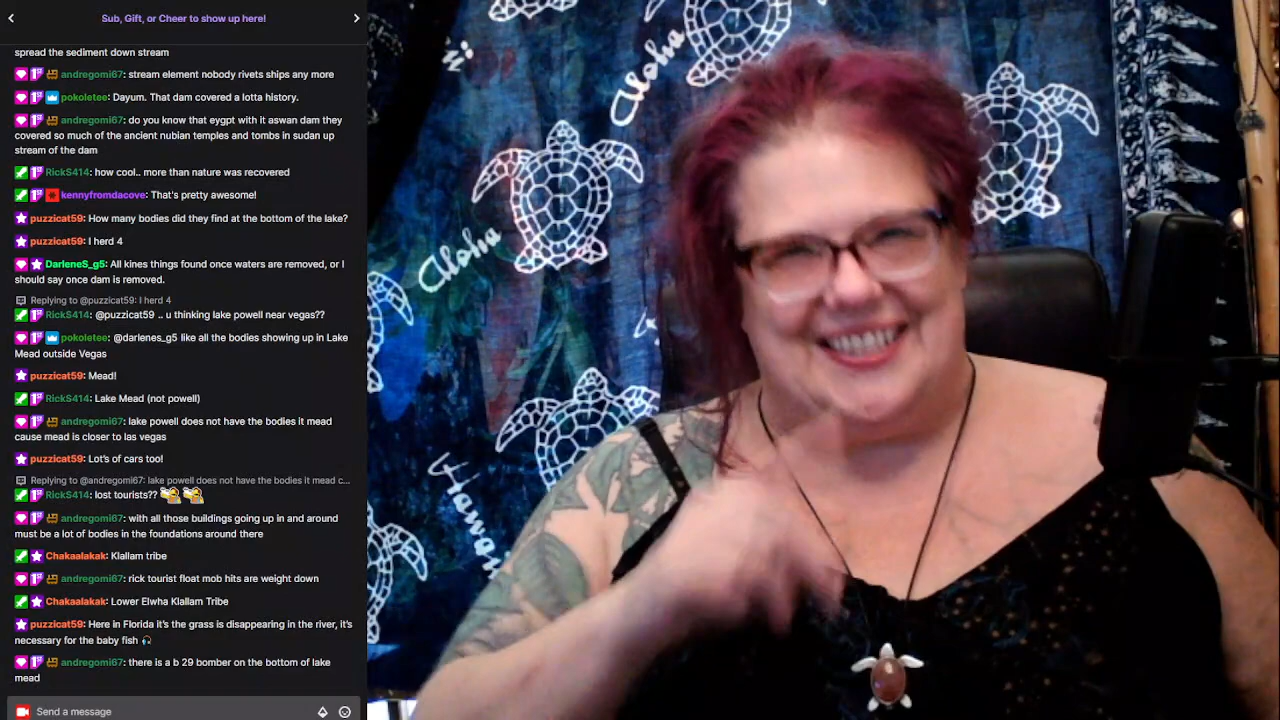 Sub, Gift, or Cheer to show up here!
spread the sediment down stream
andregomi67: stream element nobody rivets ships any more
pokoletee: Dayum. That dam covered a lotta history.
andregomi67: do you know that eygpt with it aswan dam they
covered so much of the ancient nubian temples and tombs in sudan up
stream of the dam
RickS414: how cool.. more than nature was recovered
kennyfromdacove: That's pretty awesome!
puzzicat59: How many bodies did they find at the bottom of the lake?
puzzicat59: I herd 4
DarleneS_g5: All kines things found once waters are removed, or I
should say once dam is removed.
Replying to @puzzicat59: I herd 4
RickS414: @puzzicat59 .. u thinking lake powell near vegas??
pokoletee: @darlenes_g5 like all the bodies showing up in Lake
Mead outside Vegas
puzzicat59: Mead!
RickS414: Lake Mead (not powell)
andregomi67: lake powell does not have the bodies it mead
cause mead is closer to las vegas
puzzicat59: Lot's of cars too!
Replying to @andregomi67: lake powell does not have the bodies it mead c...
RickS414: lost tourists??
andregomi67: with all those buildings going up in and around
must be a lot of bodies in the foundations around there
Chakaalakak: Klallam tribe
andregomi67: rick tourist float mob hits are weight down
Chakaalakak: Lower Elwha Klallam Tribe
puzzicat59: Here in Florida it's the grass is disappearing in the river, it's
necessary for the baby fish
andregomi67: there is a b 29 bomber on the bottom of lake
mead
Send a message
Aloha
Aloha
Hawaii